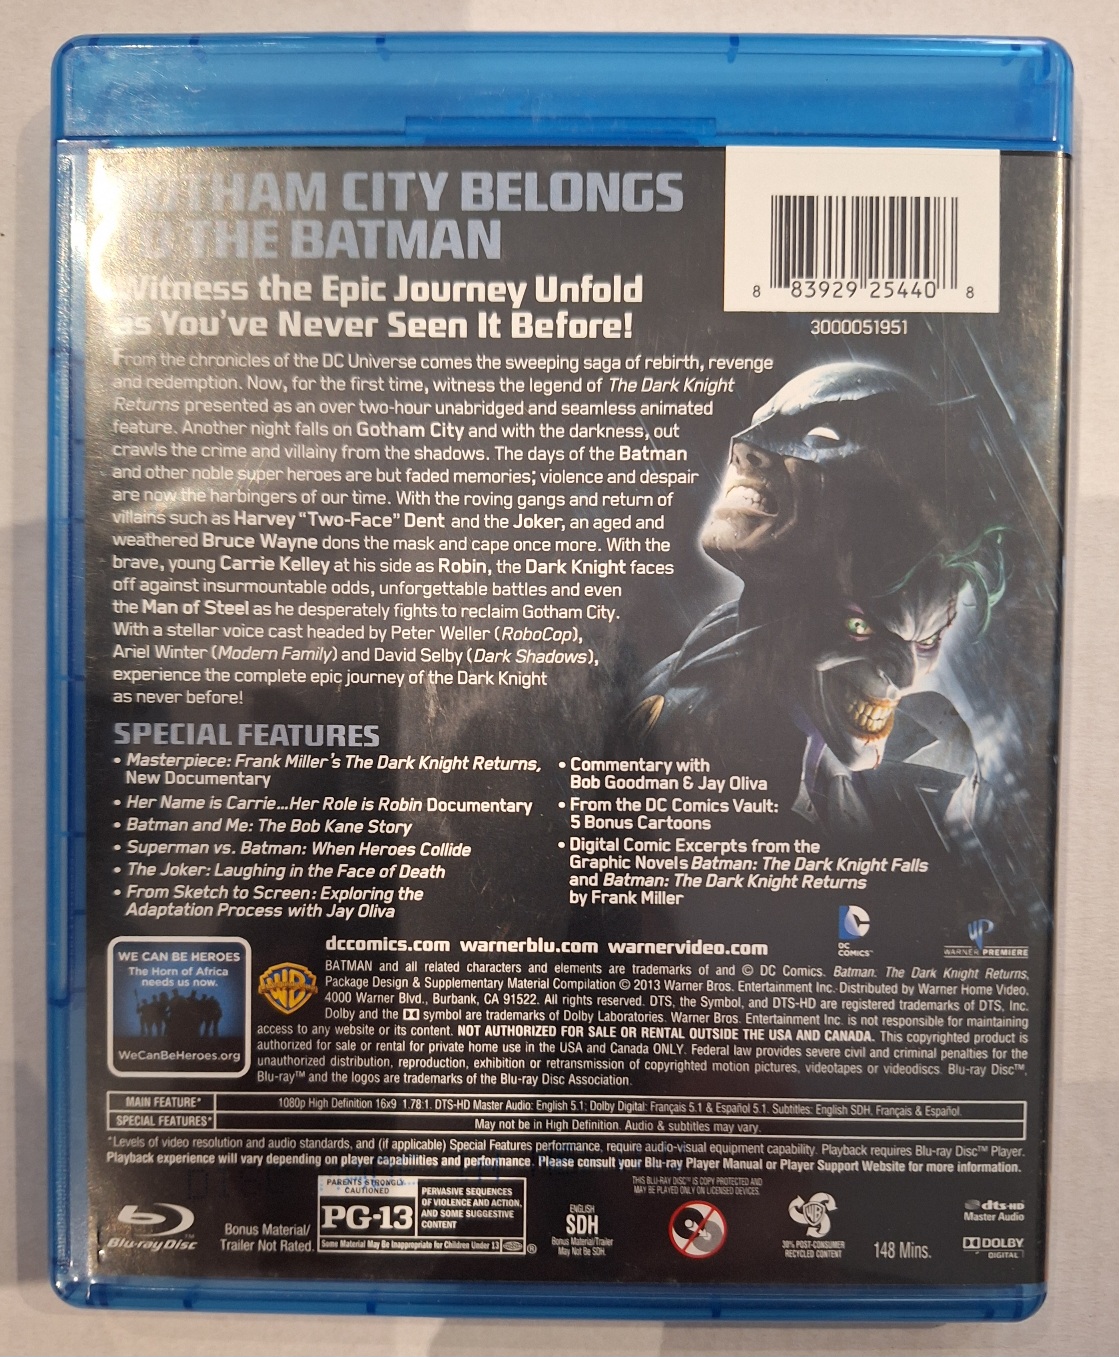 GOTHAM CITY BELONGS
TO THE BATMAN
Witness the Epic Journey Unfold
as You've Never Seen It Before!
8 83929 25440 8
3000051951
From the chronicles of the DC Universe comes the sweeping saga of rebirth, revenge
and redemption. Now, for the first time, witness the legend of The Dark Knight
Returns presented as an over two-hour unabridged and seamless animated
feature. Another night falls on Gotham City and with the darkness, out
crawls the crime and villainy from the shadows. The days of the Batman
and other noble super heroes are but faded memories; violence and despair
are now the harbingers of our time. With the roving gangs and return of
villains such as Harvey "Two-Face" Dent and the Joker, an aged and
weathered Bruce Wayne dons the mask and cape once more. With the
brave, young Carrie Kelley at his side as Robin, the Dark Knight faces
off against insurmountable odds, unforgettable battles and even
the Man of Steel as he desperately fights to reclaim Gotham City.
With a stellar voice cast headed by Peter Weller (RoboCop),
Ariel Winter (Modern Family) and David Selby (Dark Shadows),
experience the complete epic journey of the Dark Knight
as never before!
SPECIAL FEATURES
• Masterpiece: Frank Miller's The Dark Knight Returns,
New Documentary
• Her Name is Carrie...Her Role is Robin Documentary
• Batman and Me: The Bob Kane Story
• Superman vs. Batman: When Heroes Collide
• The Joker: Laughing in the Face of Death
• From Sketch to Screen: Exploring the
Adaptation Process with Jay Oliva
• Commentary with
Bob Goodman & Jay Oliva
• From the DC Comics Vault:
5 Bonus Cartoons
• Digital Comic Excerpts from the
Graphic Novels Batman: The Dark Knight Falls
and Batman: The Dark Knight Returns
by Frank Miller
DC
COMICS™
WARNER PREMIERE
WE CAN BE HEROES
The Horn of Africa
needs us now.
WeCanBeHeroes.org
dccomics.com warnerblu.com warnervideo.com
WB
BATMAN and all related characters and elements are trademarks of and © DC Comics. Batman: The Dark Knight Returns,
Package Design & Supplementary Material Compilation © 2013 Warner Bros. Entertainment Inc. Distributed by Warner Home Video,
4000 Warner Blvd., Burbank, CA 91522. All rights reserved. DTS, the Symbol, and DTS-HD are registered trademarks of DTS, Inc.
Dolby and the symbol are trademarks of Dolby Laboratories. Warner Bros. Entertainment Inc. is not responsible for maintaining
access to any website or its content. NOT AUTHORIZED FOR SALE OR RENTAL OUTSIDE THE USA AND CANADA. This copyrighted product is
authorized for sale or rental for private home use in the USA and Canada ONLY. Federal law provides severe civil and criminal penalties for the
unauthorized distribution, reproduction, exhibition or retransmission of copyrighted motion pictures, videotapes or videodiscs. Blu-ray Disc™,
Blu-ray™ and the logos are trademarks of the Blu-ray Disc Association.
MAIN FEATURE* 1080p High Definition 16x9 1.78:1. DTS-HD Master Audio: English 5.1; Dolby Digital: Français 5.1 & Español 5.1. Subtitles: English SDH, Français & Español.
SPECIAL FEATURES* May not be in High Definition. Audio & subtitles may vary.
*Levels of video resolution and audio standards, and (if applicable) Special Features performance, require audio-visual equipment capability. Playback requires Blu-ray Disc™ Player.
Playback experience will vary depending on player capabilities and performance. Please consult your Blu-ray Player Manual or Player Support Website for more information.
Blu-ray Disc™
Bonus Material/
Trailer Not Rated.
PARENTS STRONGLY
CAUTIONED
PG-13
PERVASIVE SEQUENCES
OF VIOLENCE AND ACTION,
AND SOME SUGGESTIVE
CONTENT
Some Material May Be Inappropriate for Children Under 13
®
ENGLISH
SDH
Bonus Material/Trailer
May Not Be SDH.
THIS BLU-RAY DISC™ IS COPY PROTECTED AND
MAY BE PLAYED ONLY ON LICENSED DEVICES.
WB
30% POST-CONSUMER
RECYCLED CONTENT
148 Mins.
dts-HD
Master Audio
DOLBY
DIGITAL